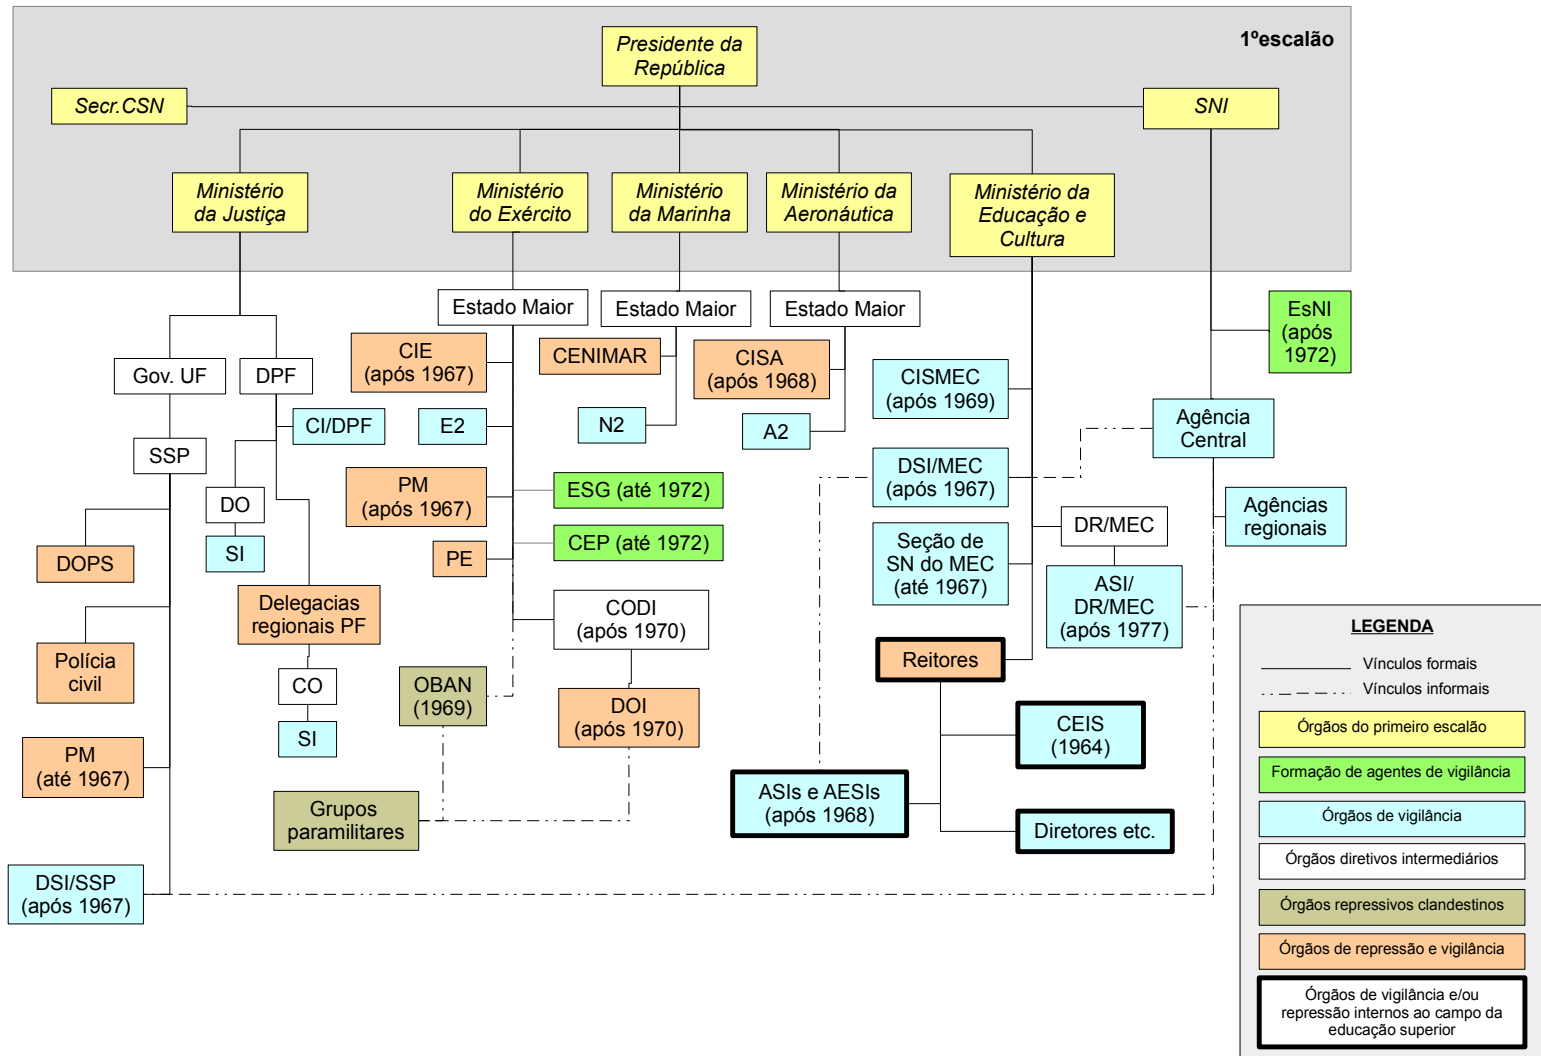 1ºescalão
Presidente da
República
Secr.CSN
SNI
Ministério
da Justiça
Ministério
do Exército
Ministério
da Marinha
Ministério da
Aeronáutica
Ministério da
Educação e
Cultura
Estado Maior
Estado Maior
Estado Maior
EsNI
(após
1972)
Gov. UF
DPF
CIE
(após 1967)
CENIMAR
CISA
(após 1968)
CISMEC
(após 1969)
CI/DPF
E2
N2
A2
Agência
Central
SSP
DSI/MEC
(após 1967)
PM
(após 1967)
ESG (até 1972)
DO
Agências
regionais
DR/MEC
SI
DOPS
PE
CEP (até 1972)
Seção de
SN do MEC
(até 1967)
ASI/
DR/MEC
(após 1977)
Delegacias
regionais PF
CODI
(após 1970)
Polícia
civil
CO
OBAN
(1969)
Reitores
DOI
(após 1970)
SI
CEIS
(1964)
PM
(até 1967)
Grupos
paramilitares
ASIs e AESIs
(após 1968)
Diretores etc.
DSI/SSP
(após 1967)
LEGENDA
Vínculos formais
Vínculos informais
Órgãos do primeiro escalão
Formação de agentes de vigilância
Órgãos de vigilância
Órgãos diretivos intermediários
Órgãos repressivos clandestinos
Órgãos de repressão e vigilância
Órgãos de vigilância e/ou
repressão internos ao campo da
educação superior